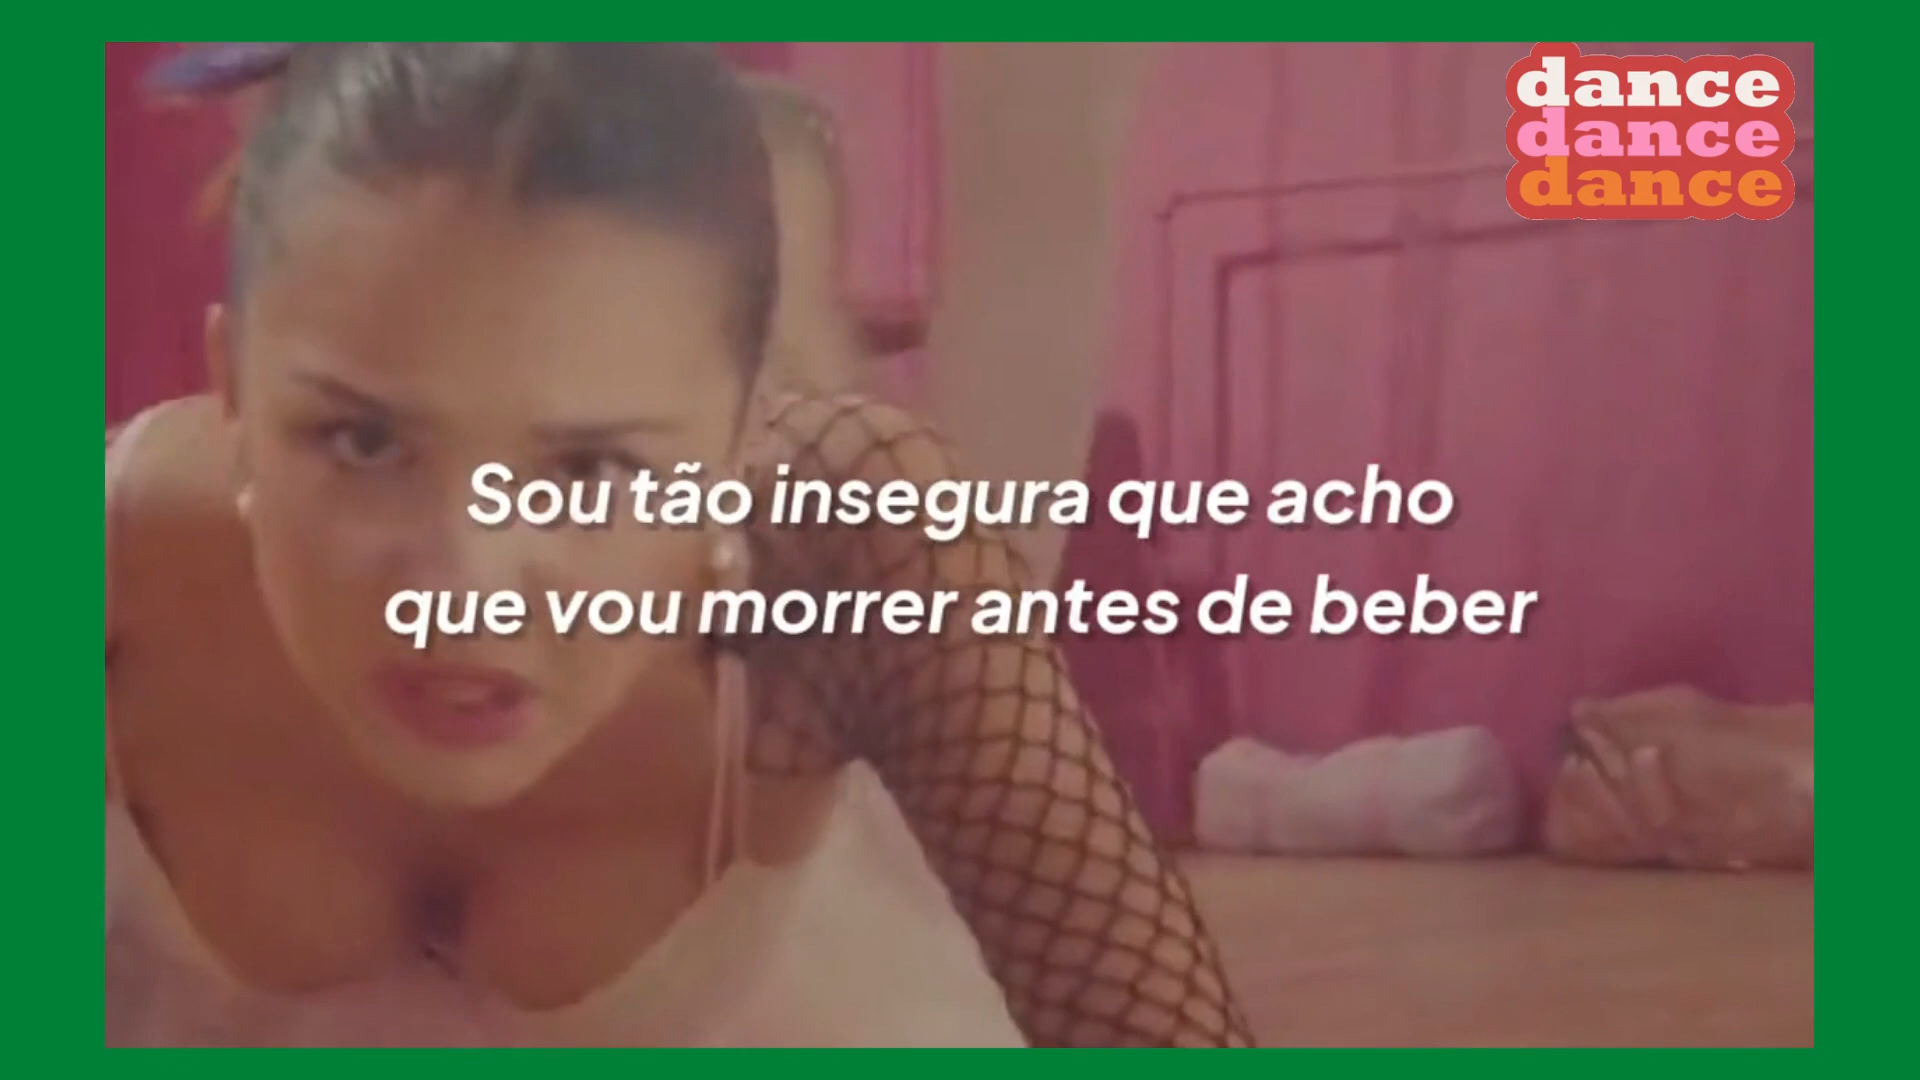 dance
dance
dance
Sou tão insegura que acho
que vou morrer antes de beber